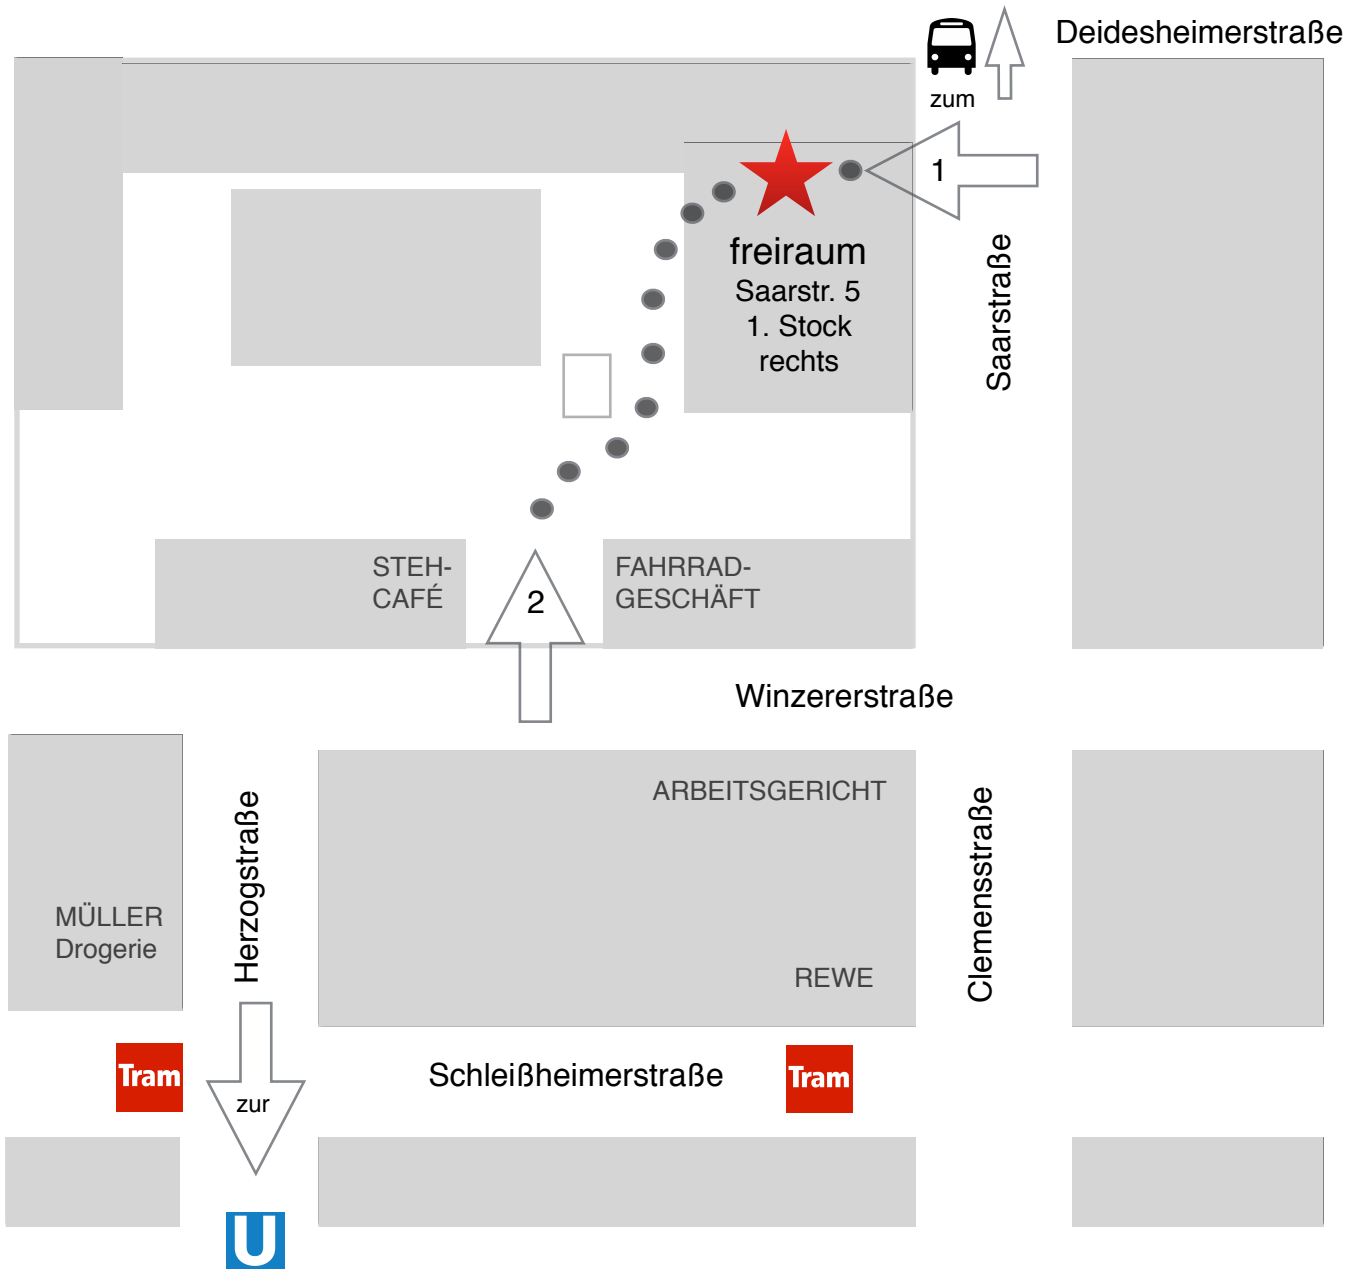 Deidesheimerstraße
zum
1
freiraum
Saarstr. 5
1. Stock
rechts
Saarstraße
STEH-
CAFÉ
2
FAHRRAD-
GESCHÄFT
Winzererstraße
ARBEITSGERICHT
Herzogstraße
Clemensstraße
MÜLLER
Drogerie
REWE
Tram
zur
Schleißheimerstraße
Tram
U